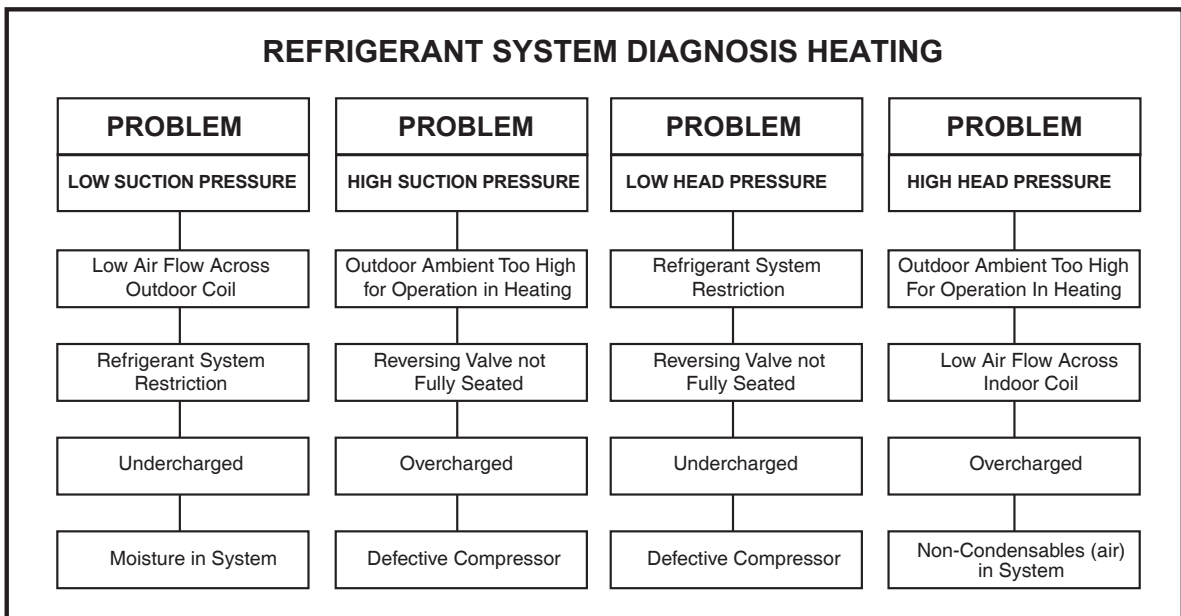 REFRIGERANT SYSTEM DIAGNOSIS HEATING
PROBLEM
LOW SUCTION PRESSURE
Low Air Flow Across
Outdoor Coil
Refrigerant System
Restriction
Undercharged
Moisture in System
PROBLEM
HIGH SUCTION PRESSURE
Outdoor Ambient Too High
for Operation in Heating
Reversing Valve not
Fully Seated
Overcharged
Defective Compressor
PROBLEM
LOW HEAD PRESSURE
Refrigerant System
Restriction
Reversing Valve not
Fully Seated
Undercharged
Defective Compressor
PROBLEM
HIGH HEAD PRESSURE
Outdoor Ambient Too High
For Operation In Heating
Low Air Flow Across
Indoor Coil
Overcharged
Non-Condensables (air)
in System